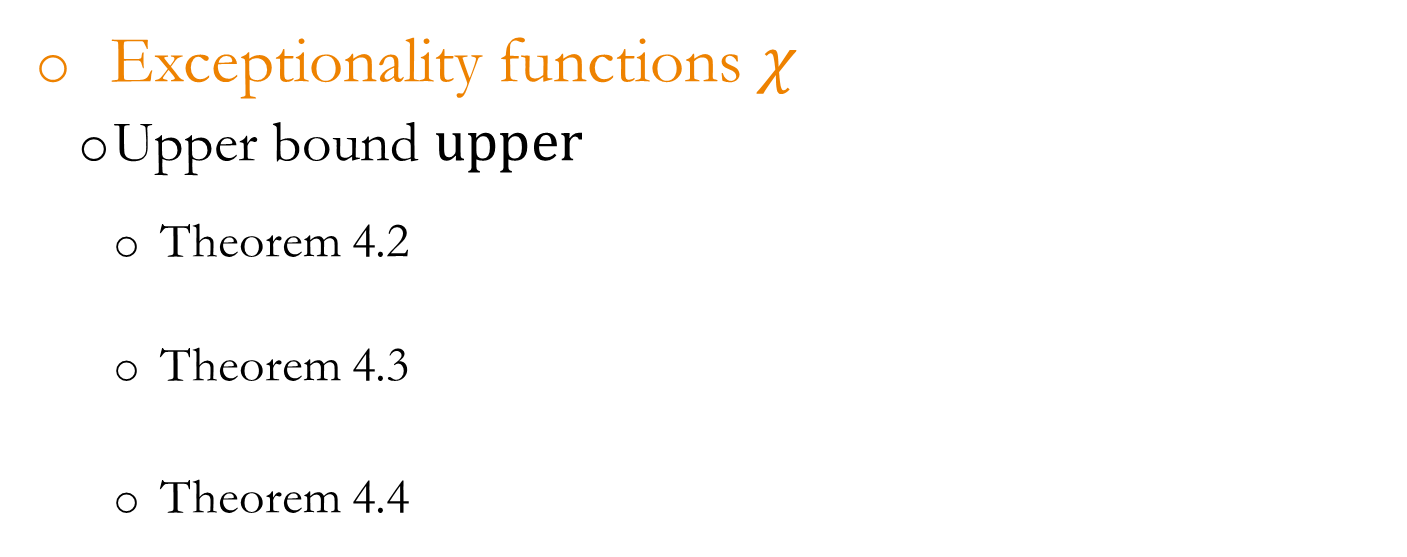 ○ Exceptionality functions 𝜒
○ Upper bound upper
○ Theorem 4.2
○ Theorem 4.3
○ Theorem 4.4